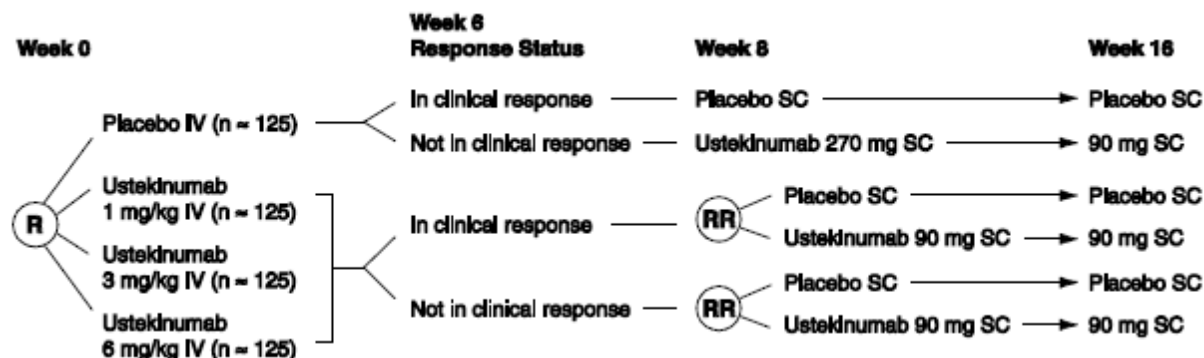 Week 0
Week 6
Response Status
Week 8
Week 16
Placebo IV (n ≈ 125)
In clinical response
Placebo SC
Placebo SC
Not in clinical response
Ustekinumab 270 mg SC
90 mg SC
R
Ustekinumab
1 mg/kg IV (n ≈ 125)
Ustekinumab
3 mg/kg IV (n ≈ 125)
Ustekinumab
6 mg/kg IV (n ≈ 125)
In clinical response
RR
Placebo SC
Placebo SC
Ustekinumab 90 mg SC
90 mg SC
Not in clinical response
RR
Placebo SC
Placebo SC
Ustekinumab 90 mg SC
90 mg SC